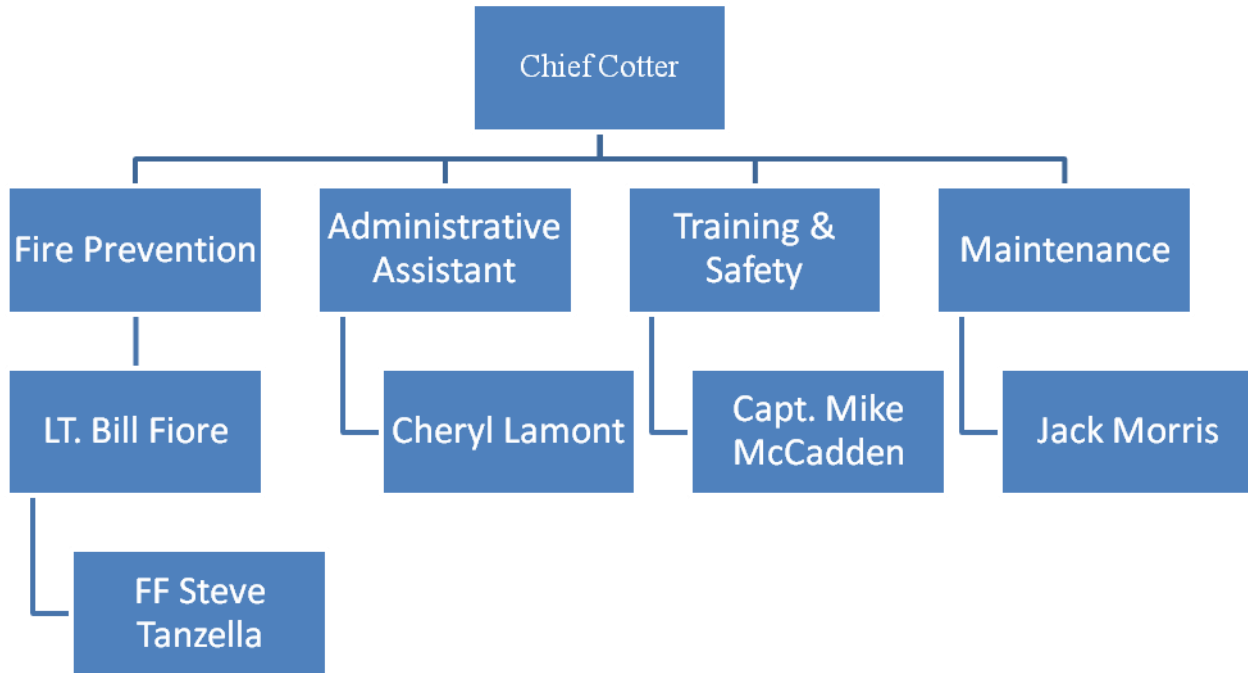 Chief Cotter
Fire Prevention
Administrative
Assistant
Training &
Safety
Maintenance
LT. Bill Fiore
Cheryl Lamont
Capt. Mike
McCadden
Jack Morris
FF Steve
Tanzella